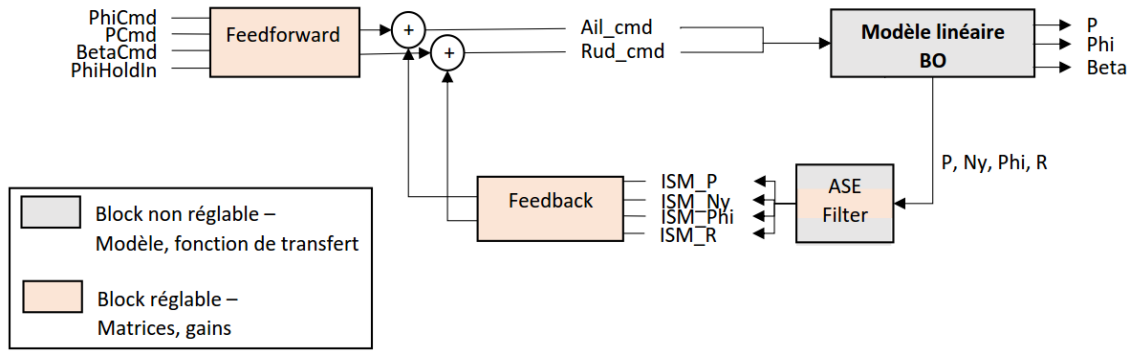 PhiCmd
PCmd
BetaCmd
PhiHoldIn
Feedforward
+
+
Ail_cmd
Rud_cmd
Modèle linéaire
BO
P
Phi
Beta
P, Ny, Phi, R
ASE
Filter
ISM_P
ISM_Ny
ISM_Phi
ISM_R
Feedback
Block non réglable –
Modèle, fonction de transfert
Block réglable –
Matrices, gains